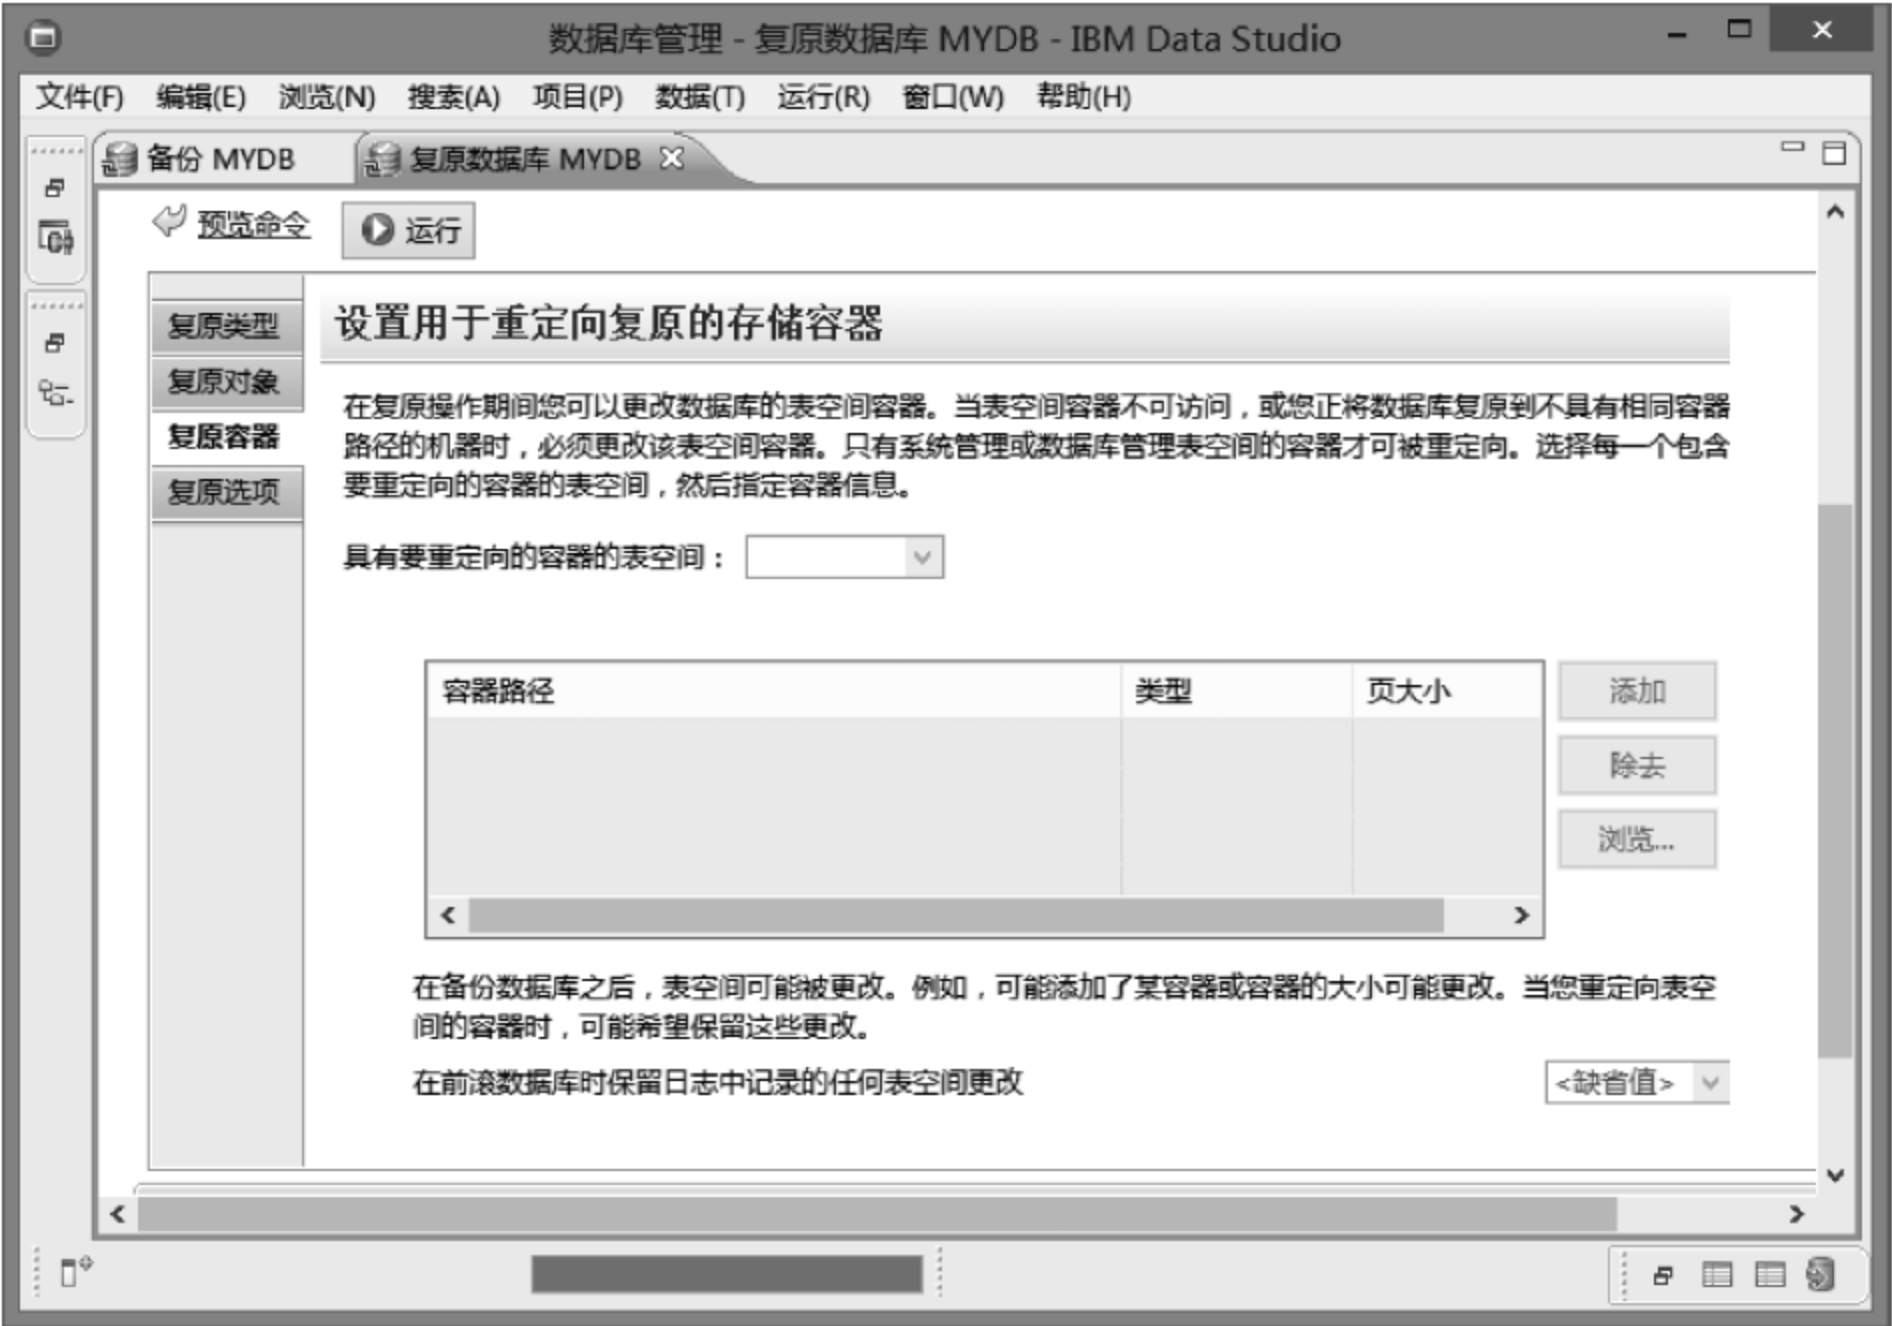 数据库管理 - 复原数据库 MYDB - IBM Data Studio
文件(F) 编辑(E) 浏览(N) 搜索(A) 项目(P) 数据(T) 运行(R) 窗口(W) 帮助(H)
备份 MYDB 复原数据库 MYDB
预览命令 运行
复原类型
复原对象
复原容器
复原选项
设置用于重定向复原的存储容器
在复原操作期间您可以更改数据库的表空间容器。当表空间容器不可访问，或您正将数据库复原到不具有相同容器
路径的机器时，必须更改该表空间容器。只有系统管理或数据库管理表空间的容器才可被重定向。选择每一个包含
要重定向的容器的表空间，然后指定容器信息。
具有要重定向的容器的表空间：
容器路径 类型 页大小
添加
除去
浏览...
在备份数据库之后，表空间可能被更改。例如，可能添加了某容器或容器的大小可能更改。当您重定向表空
间的容器时，可能希望保留这些更改。
在前滚数据库时保留日志中记录的任何表空间更改 <缺省值>